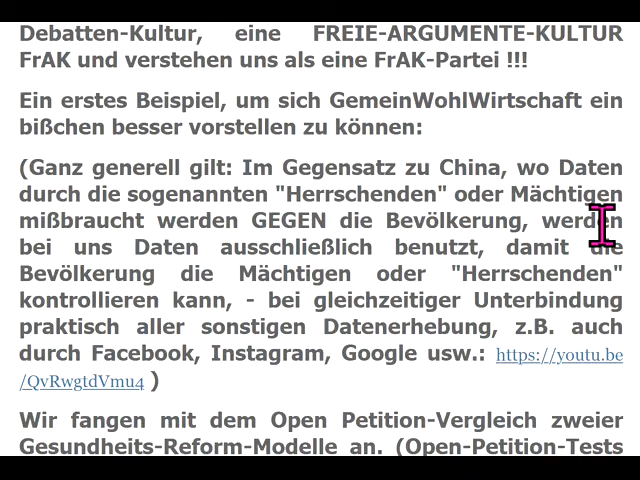 Debatten-Kultur, eine FREIE-ARGUMENTE-KULTUR
FrAK und verstehen uns als eine FrAK-Partei !!!
Ein erstes Beispiel, um sich GemeinWohlWirtschaft ein
bißchen besser vorstellen zu können:
(Ganz generell gilt: Im Gegensatz zu China, wo Daten
durch die sogenannten "Herrschenden" oder Mächtigen
mißbraucht werden GEGEN die Bevölkerung, werden
bei uns Daten ausschließlich benutzt, damit die
Bevölkerung die Mächtigen oder "Herrschenden"
kontrollieren kann, - bei gleichzeitiger Unterbindung
praktisch aller sonstigen Datenerhebung, z.B. auch
durch Facebook, Instagram, Google usw.: https://youtu.be
/QvRwgtdVmu4 )
Wir fangen mit dem Open Petition-Vergleich zweier
Gesundheits-Reform-Modelle an. (Open-Petition-Tests